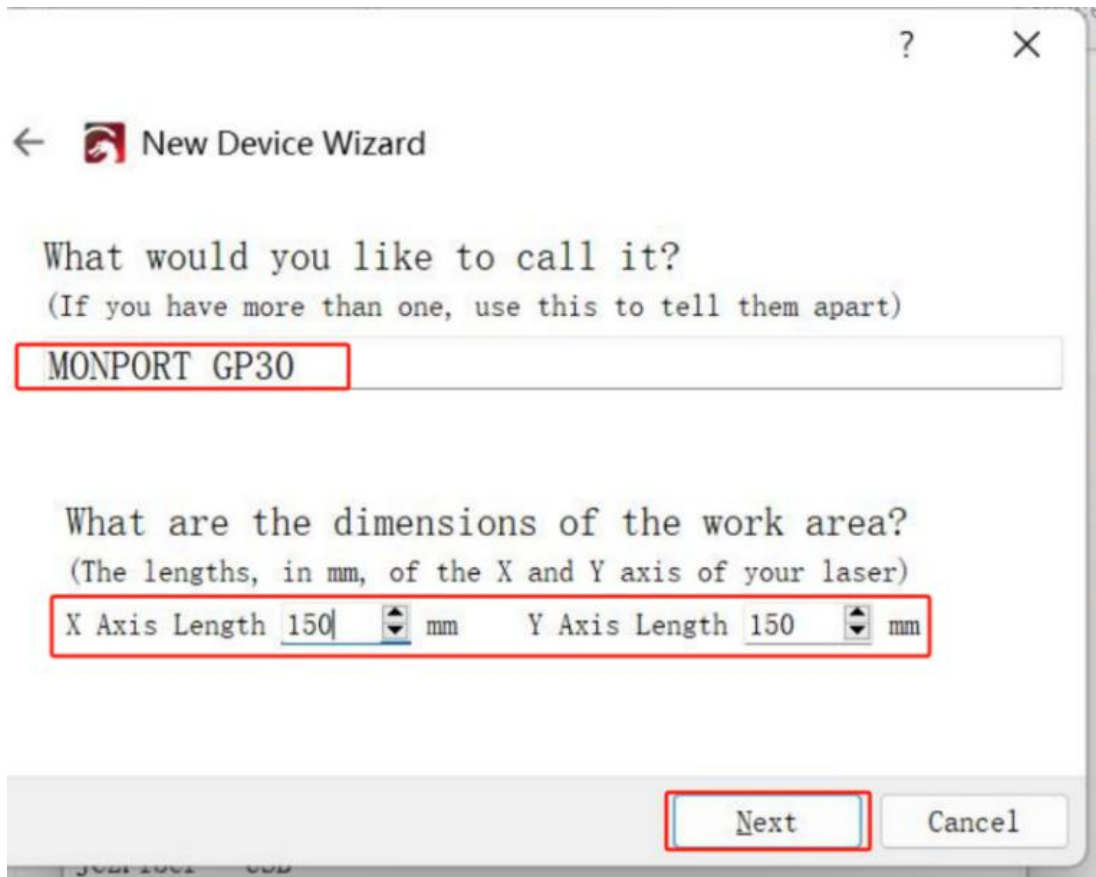 ?
New Device Wizard
What would you like to call it?
(If you have more than one, use this to tell them apart)
MONPORT GP30
What are the dimensions of the work area?
(The lengths, in mm, of the X and Y axis of your laser)
X Axis Length 150 mm Y Axis Length 150 mm
Next Cancel